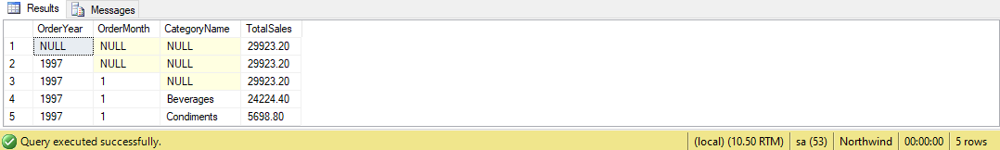 Results Messages
OrderYear OrderMonth CategoryName TotalSales
1 NULL NULL NULL 29923.20
2 1997 NULL NULL 29923.20
3 1997 1 NULL 29923.20
4 1997 1 Beverages 24224.40
5 1997 1 Condiments 5698.80
Query executed successfully. (local) (10.50 RTM) sa (53) Northwind 00:00:00 5 rows